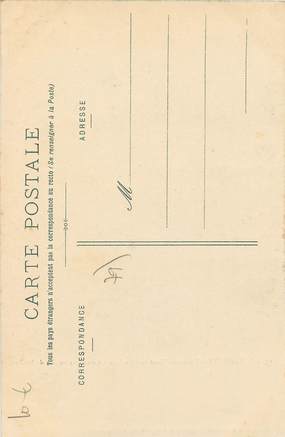 CARTE POSTALE
Tous les pays étrangers n'acceptent pas la correspondance au recto (Se renseigner à la Poste)
CORRESPONDANCE
ADRESSE
M